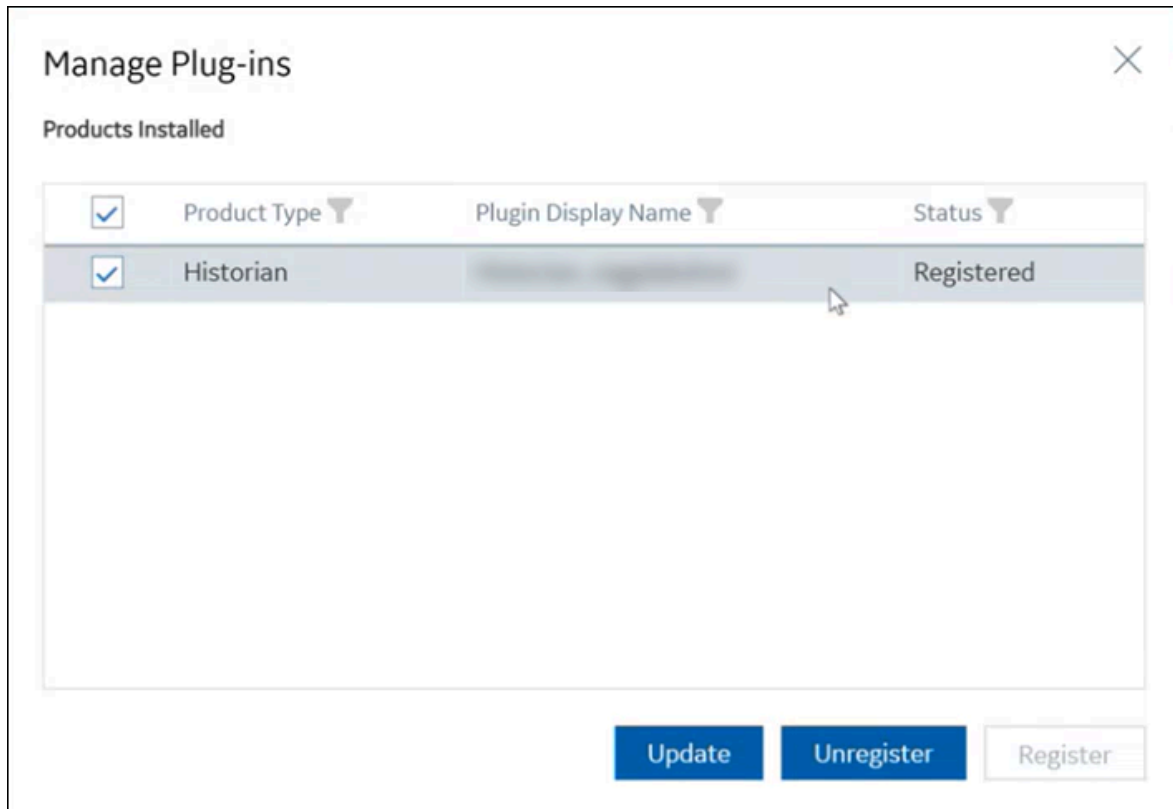 Manage Plug-ins
Products Installed
Product Type Plugin Display Name Status
Historian Registered
Update Unregister Register